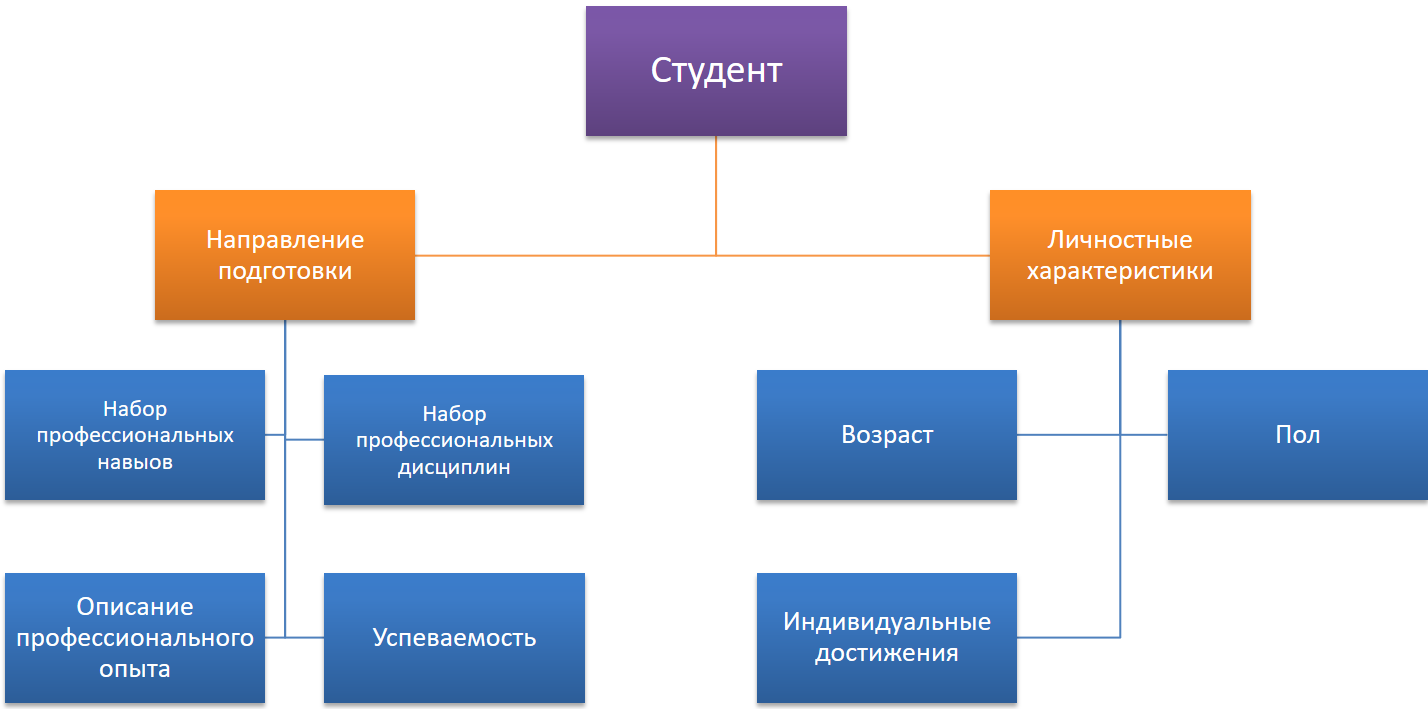 Студент
Направление
подготовки
Личностные
характеристики
Набор
профессиональных
навыов
Набор
профессиональных
дисциплин
Возраст
Пол
Описание
профессионального
опыта
Успеваемость
Индивидуальные
достижения